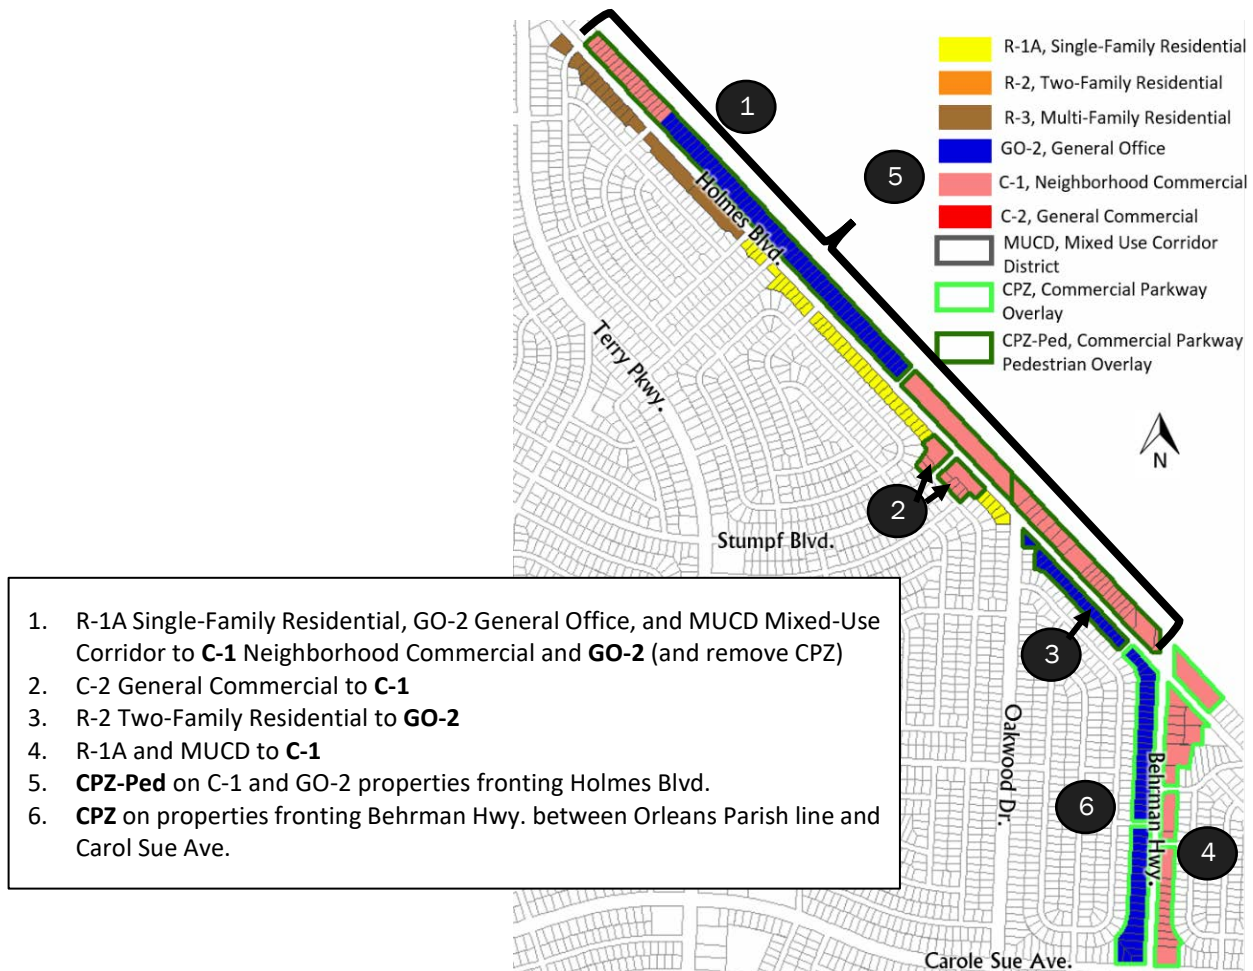 R-1A, Single-Family Residential
R-2, Two-Family Residential
R-3, Multi-Family Residential
GO-2, General Office
C-1, Neighborhood Commercial
C-2, General Commercial
MUCD, Mixed Use Corridor
District
CPZ, Commercial Parkway
Overlay
CPZ-Ped, Commercial Parkway
Pedestrian Overlay
1
5
Holmes Blvd.
Terry Pkwy.
N
2
Stumpf Blvd.
3
Oakwood Dr.
Behrman Hwy.
6
4
Carole Sue Ave.
1. R-1A Single-Family Residential, GO-2 General Office, and MUCD Mixed-Use
Corridor to C-1 Neighborhood Commercial and GO-2 (and remove CPZ)
2. C-2 General Commercial to C-1
3. R-2 Two-Family Residential to GO-2
4. R-1A and MUCD to C-1
5. CPZ-Ped on C-1 and GO-2 properties fronting Holmes Blvd.
6. CPZ on properties fronting Behrman Hwy. between Orleans Parish line and
Carol Sue Ave.